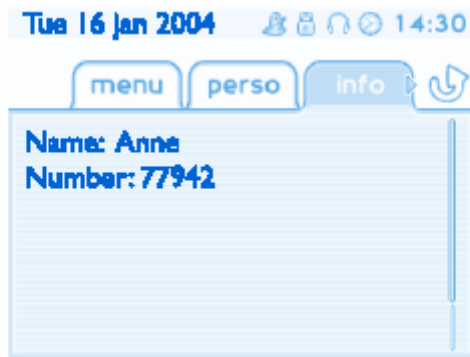 Tue 16 Jan 2004 14:30
menu perso info
Name: Anne
Number: 77942